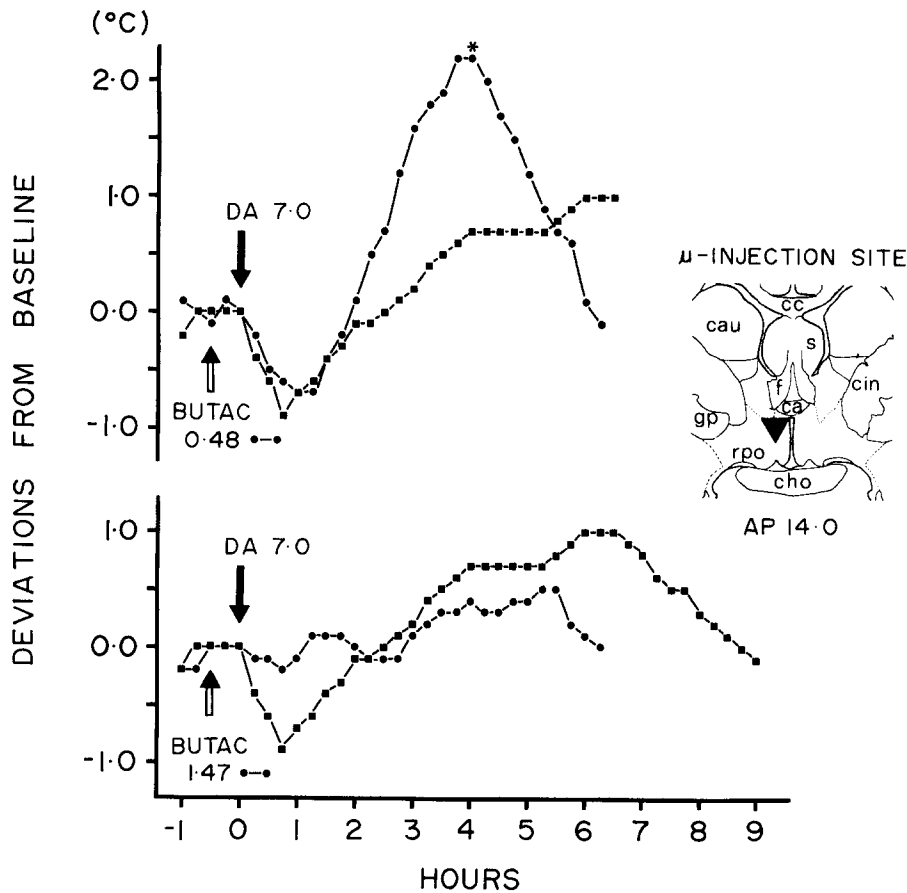 (°C)
DEVIATIONS FROM BASELINE
2·0
1·0
0·0
-1·0
*
DA 7·0
BUTAC
0·48
1·0
0·0
-1·0
DA 7·0
BUTAC
1·47
-1 0 1 2 3 4 5 6 7 8 9
HOURS
μ-INJECTION SITE
cc
cau
s
f
cin
ca
gp
rpo
cho
AP 14·0